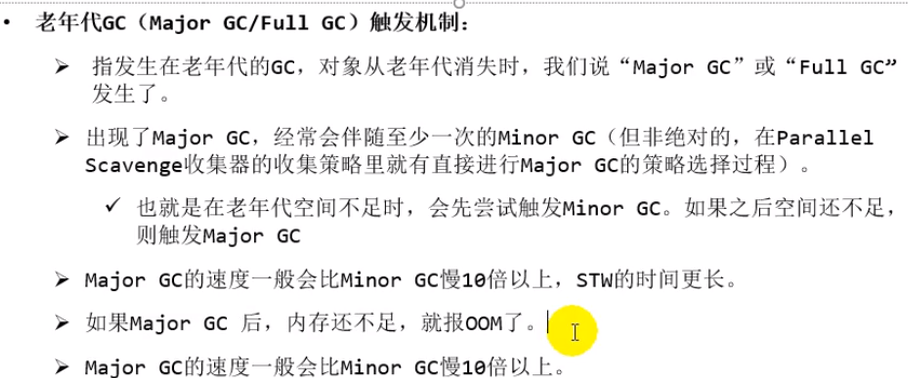 • 老年代GC（Major GC/Full GC）触发机制：
➢ 指发生在老年代的GC，对象从老年代消失时，我们说“Major GC”或“Full GC”
发生了。
➢ 出现了Major GC，经常会伴随至少一次的Minor GC（但非绝对的，在Parallel
Scavenge收集器的收集策略里就有直接进行Major GC的策略选择过程）。
✓ 也就是在老年代空间不足时，会先尝试触发Minor GC。如果之后空间还不足，
则触发Major GC
➢ Major GC的速度一般会比Minor GC慢10倍以上，STW的时间更长。
➢ 如果Major GC 后，内存还不足，就报OOM了。
➢ Major GC的速度一般会比Minor GC慢10倍以上。